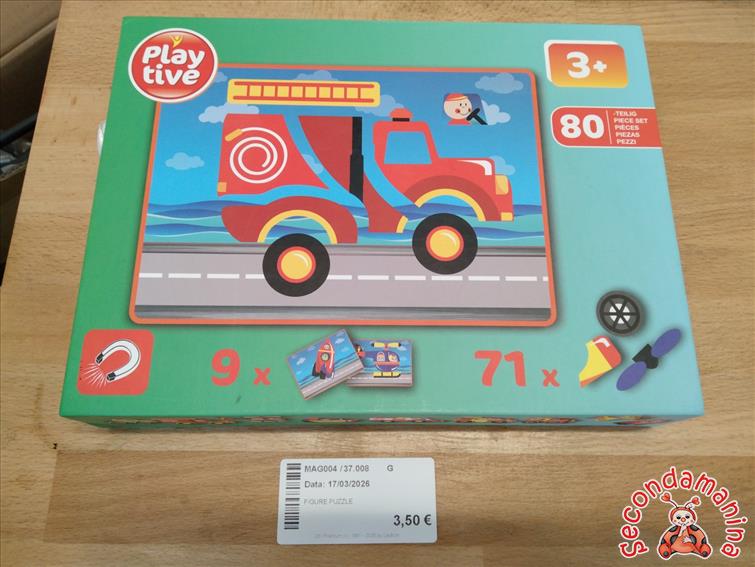 Play
tive
3+
80
-TEILIG
PIECE SET
PIÈCES
PIEZAS
PEZZI
9 x
71 x
MAG004 / 37.008 G
Data: 17/03/2026
FIGURE PUZZLE
3,50 €
secondamanina